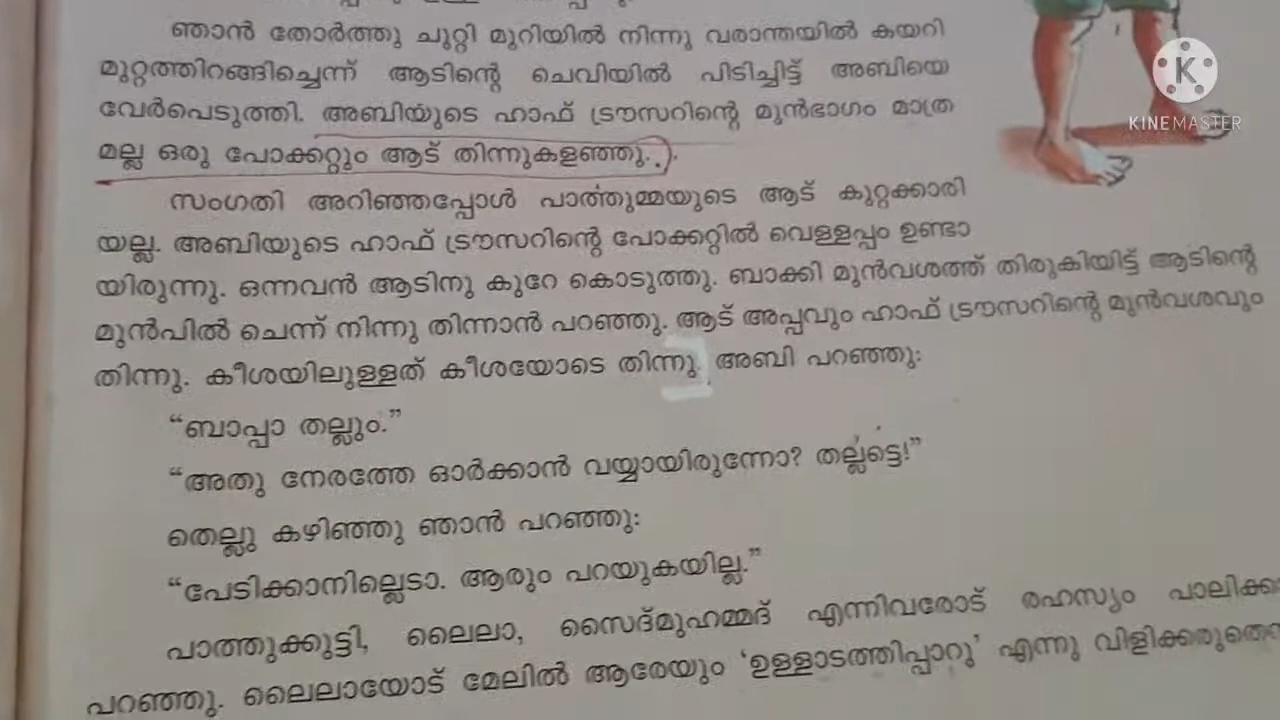 ഞാൻ തോർത്തു ചുറ്റി മുറിയിൽ നിന്നു വരാന്തയിൽ കയറി
മുറ്റത്തിറങ്ങിച്ചെന്ന് ആടിന്റെ ചെവിയിൽ പിടിച്ചിട്ട് അബിയെ
വേർപെടുത്തി. അബിയുടെ ഹാഫ് ട്രൗസറിന്റെ മുൻഭാഗം മാത്ര
മല്ല ഒരു പോക്കറ്റും ആട് തിന്നുകളഞ്ഞു.
സംഗതി അറിഞ്ഞപ്പോൾ പാത്തുമ്മയുടെ ആട് കുറ്റക്കാരി
യല്ല. അബിയുടെ ഹാഫ് ട്രൗസറിന്റെ പോക്കറ്റിൽ വെള്ളപ്പം ഉണ്ടാ
യിരുന്നു. ഒന്നവൻ ആടിനു കുറേ കൊടുത്തു. ബാക്കി മുൻവശത്ത് തിരുകിയിട്ട് ആടിന്റെ
മുൻപിൽ ചെന്ന് നിന്നു തിന്നാൻ പറഞ്ഞു. ആട് അപ്പവും ഹാഫ് ട്രൗസറിന്റെ മുൻവശവും
തിന്നു. കീശയിലുള്ളത് കീശയോടെ തിന്നു. അബി പറഞ്ഞു:
“ബാപ്പാ തല്ലും.”
“അതു നേരത്തേ ഓർക്കാൻ വയ്യായിരുന്നോ? തല്ലട്ടെ!”
തെല്ലു കഴിഞ്ഞു ഞാൻ പറഞ്ഞു:
“പേടിക്കാനില്ലെടാ. ആരും പറയുകയില്ല.”
പാത്തുക്കുട്ടി, ലൈലാ, സൈദ്മുഹമ്മദ് എന്നിവരോട് രഹസ്യം
പറഞ്ഞു. ലൈലായോട് മേലിൽ ആരേയും ‘ഉള്ളാടത്തിപ്പാറു’ എന്നു
KINEMASTER